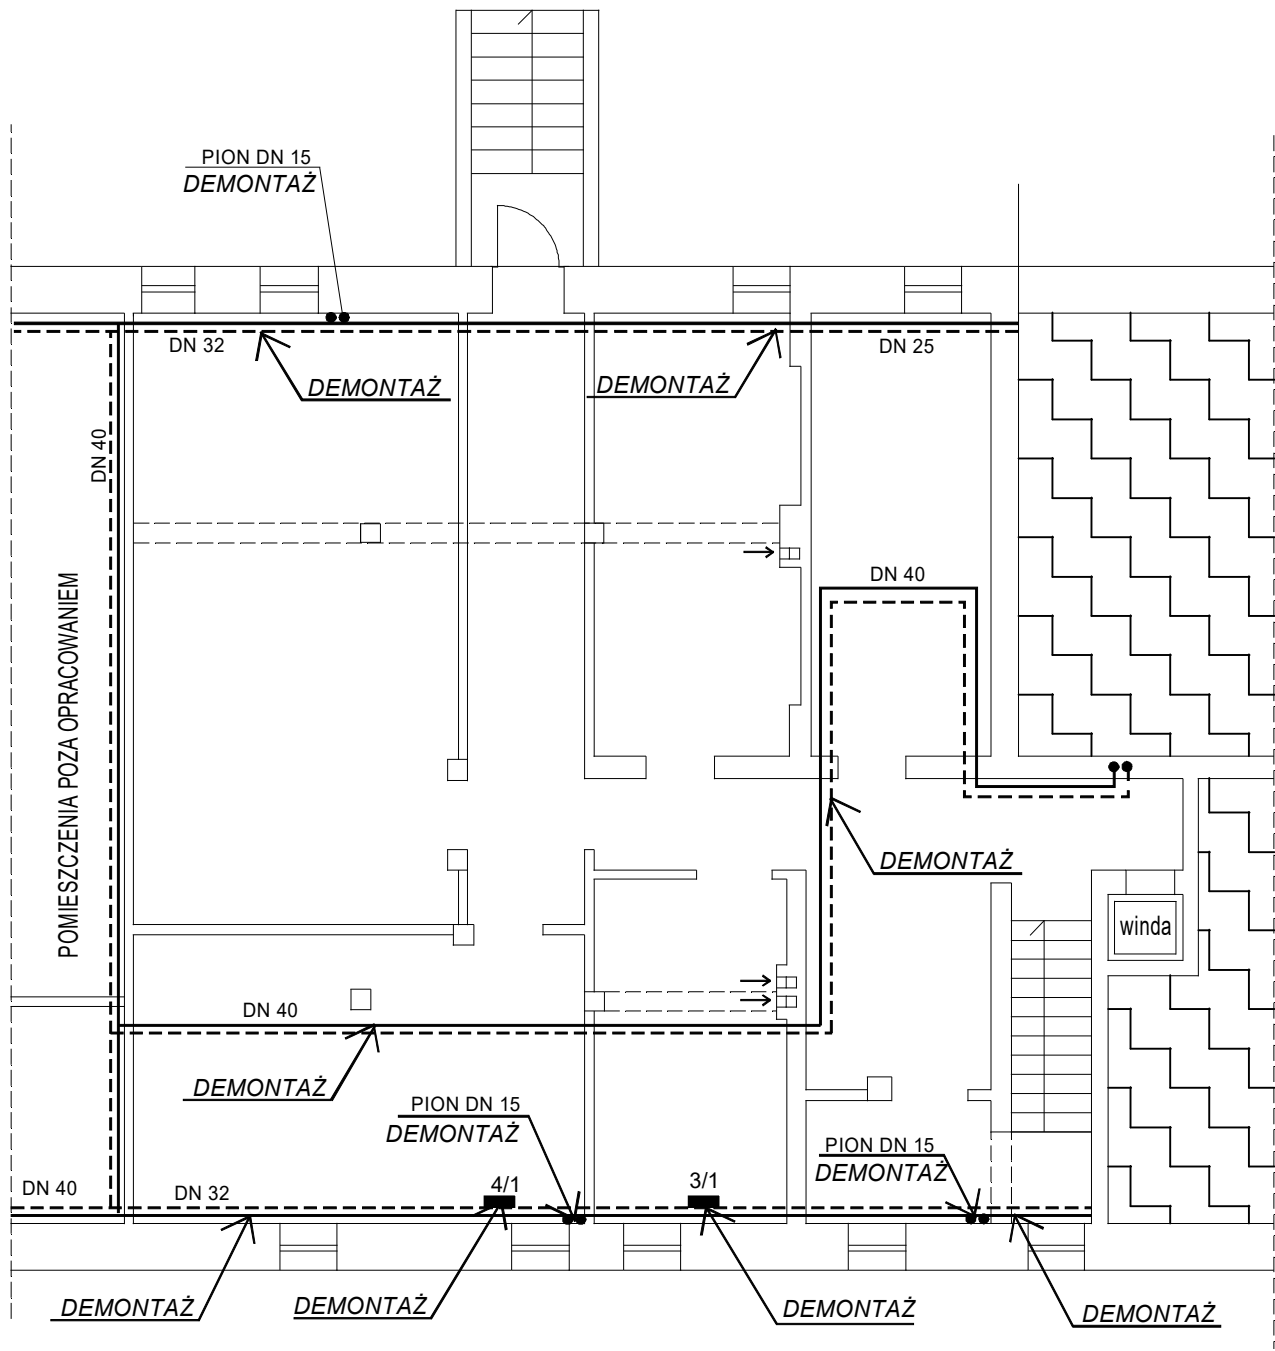 PION DN 15
DEMONTAŻ
DN 32
DN 25
DEMONTAŻ
DEMONTAŻ
DN 40
DN 40
POMIESZCZENIA POZA OPRACOWANIEM
DEMONTAŻ
winda
DN 40
DEMONTAŻ
PION DN 15
DEMONTAŻ
PION DN 15
DEMONTAŻ
DN 40
DN 32
4/1
3/1
DEMONTAŻ
DEMONTAŻ
DEMONTAŻ
DEMONTAŻ